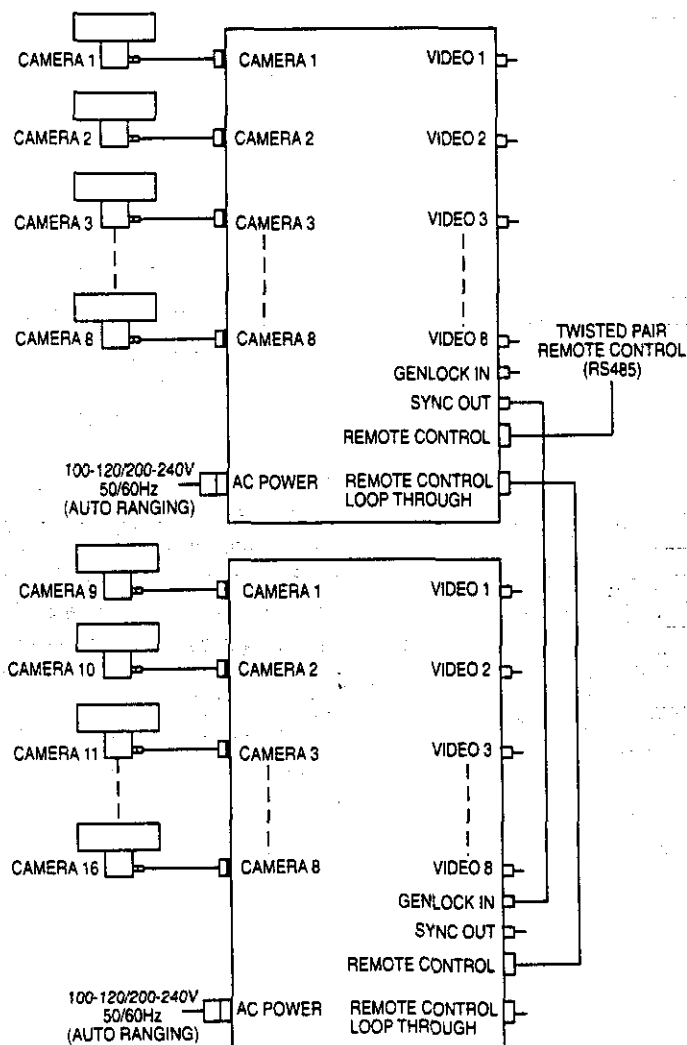 CAMERA 1
CAMERA 1
VIDEO 1
CAMERA 2
CAMERA 2
VIDEO 2
CAMERA 3
CAMERA 3
VIDEO 3
CAMERA 8
CAMERA 8
VIDEO 8
TWISTED PAIR
REMOTE CONTROL
(RS485)
GENLOCK IN
SYNC OUT
REMOTE CONTROL
100-120/200-240V
50/60Hz
(AUTO RANGING)
AC POWER
REMOTE CONTROL
LOOP THROUGH
CAMERA 9
CAMERA 1
VIDEO 1
CAMERA 10
CAMERA 2
VIDEO 2
CAMERA 11
CAMERA 3
VIDEO 3
CAMERA 16
CAMERA 8
VIDEO 8
GENLOCK IN
SYNC OUT
REMOTE CONTROL
100-120/200-240V
50/60Hz
(AUTO RANGING)
AC POWER
REMOTE CONTROL
LOOP THROUGH